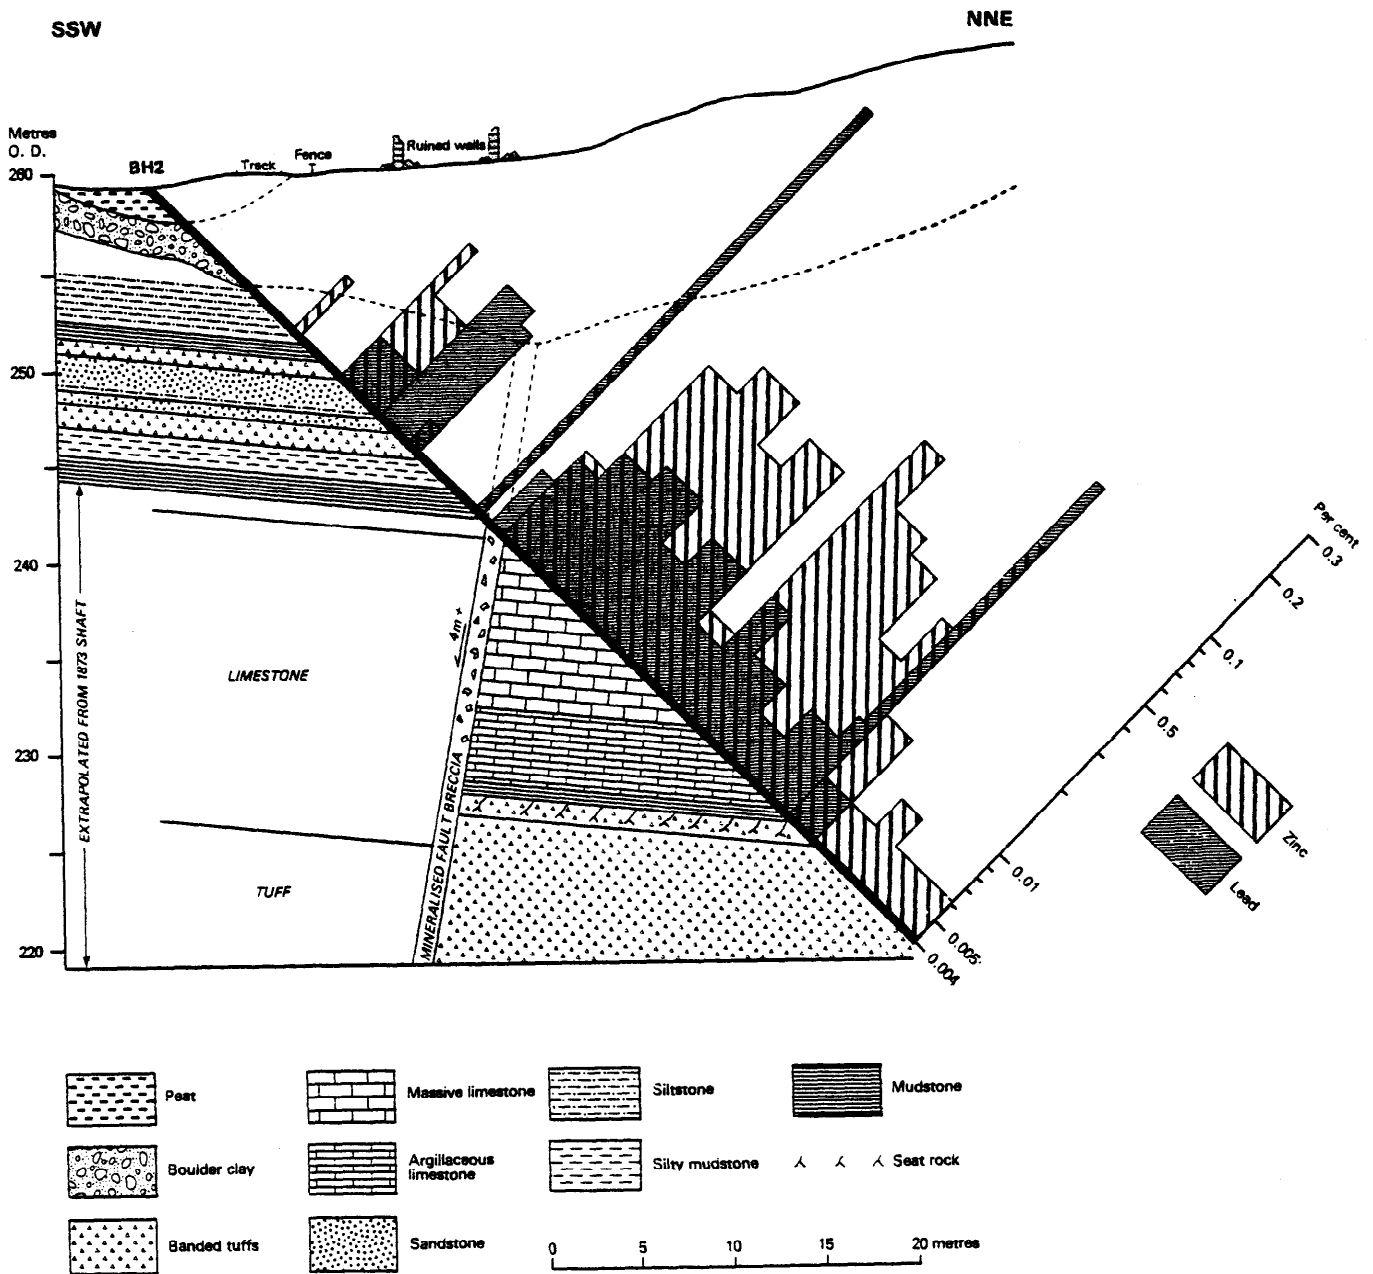 SSW
NNE
Metres
O. D.
BH2
Track
Fence
Ruined walls
260
250
240
230
220
EXTRAPOLATED FROM 1873 SHAFT
LIMESTONE
TUFF
4m+
MINERALISED FAULT BRECCIA
Per cent
0.3
0.2
0.1
0.5
0.01
0.005
0.004
Zinc
Lead
Peat
Massive limestone
Siltstone
Mudstone
Boulder clay
Argillaceous
limestone
Silty mudstone
Seat rock
Banded tuffs
Sandstone
0 5 10 15 20 metres